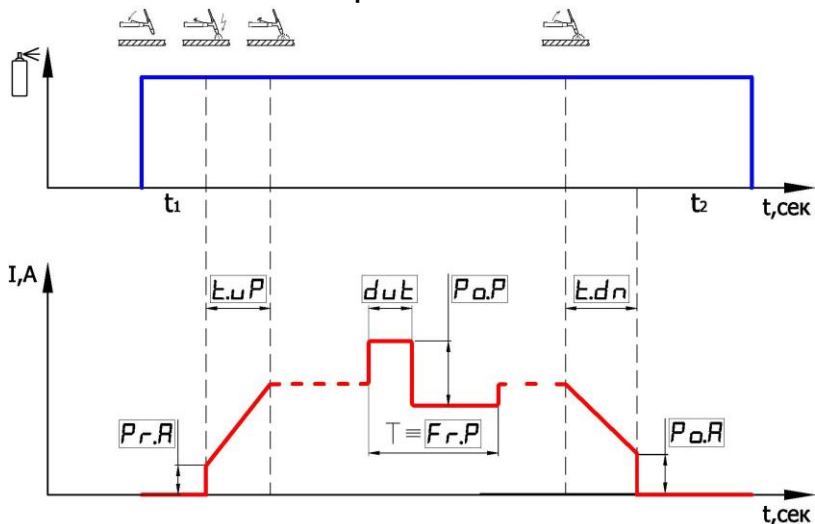 t1
t2
t,сек
I,A
t.uP
dut
Po.P
t.dn
Pr.A
T ≡ Fr.P
Po.A
t,сек